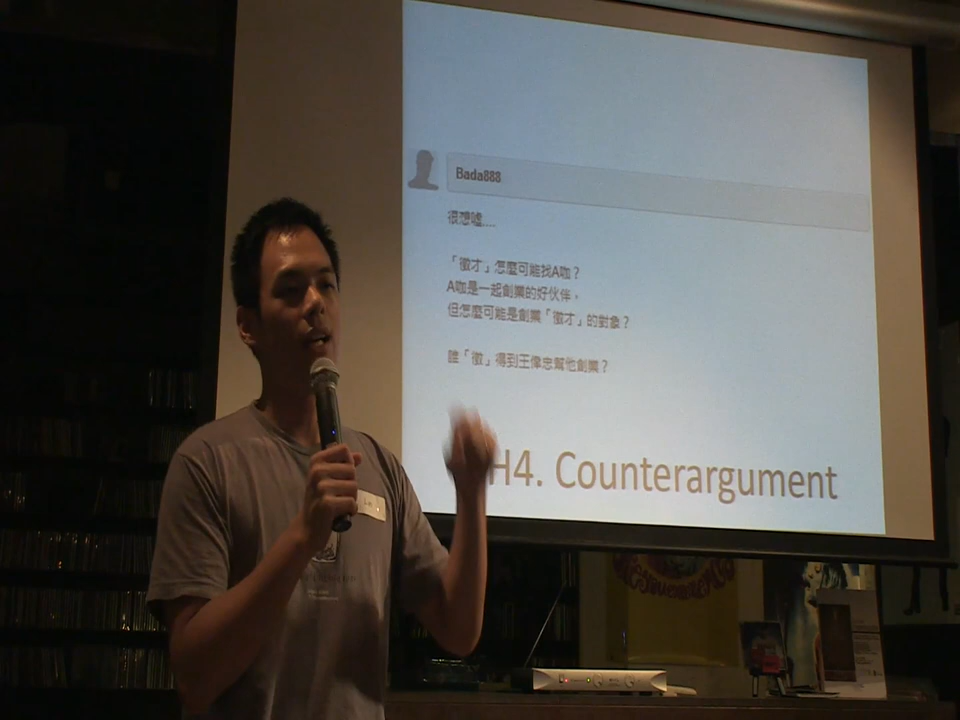 Bada888
很想噓....
「徵才」怎麼可能找A咖？
A咖是一起創業的好伙伴，
但怎麼可能是創業「徵才」的對象？
誰「徵」得到王偉忠幫他創業？
H4. Counterargument